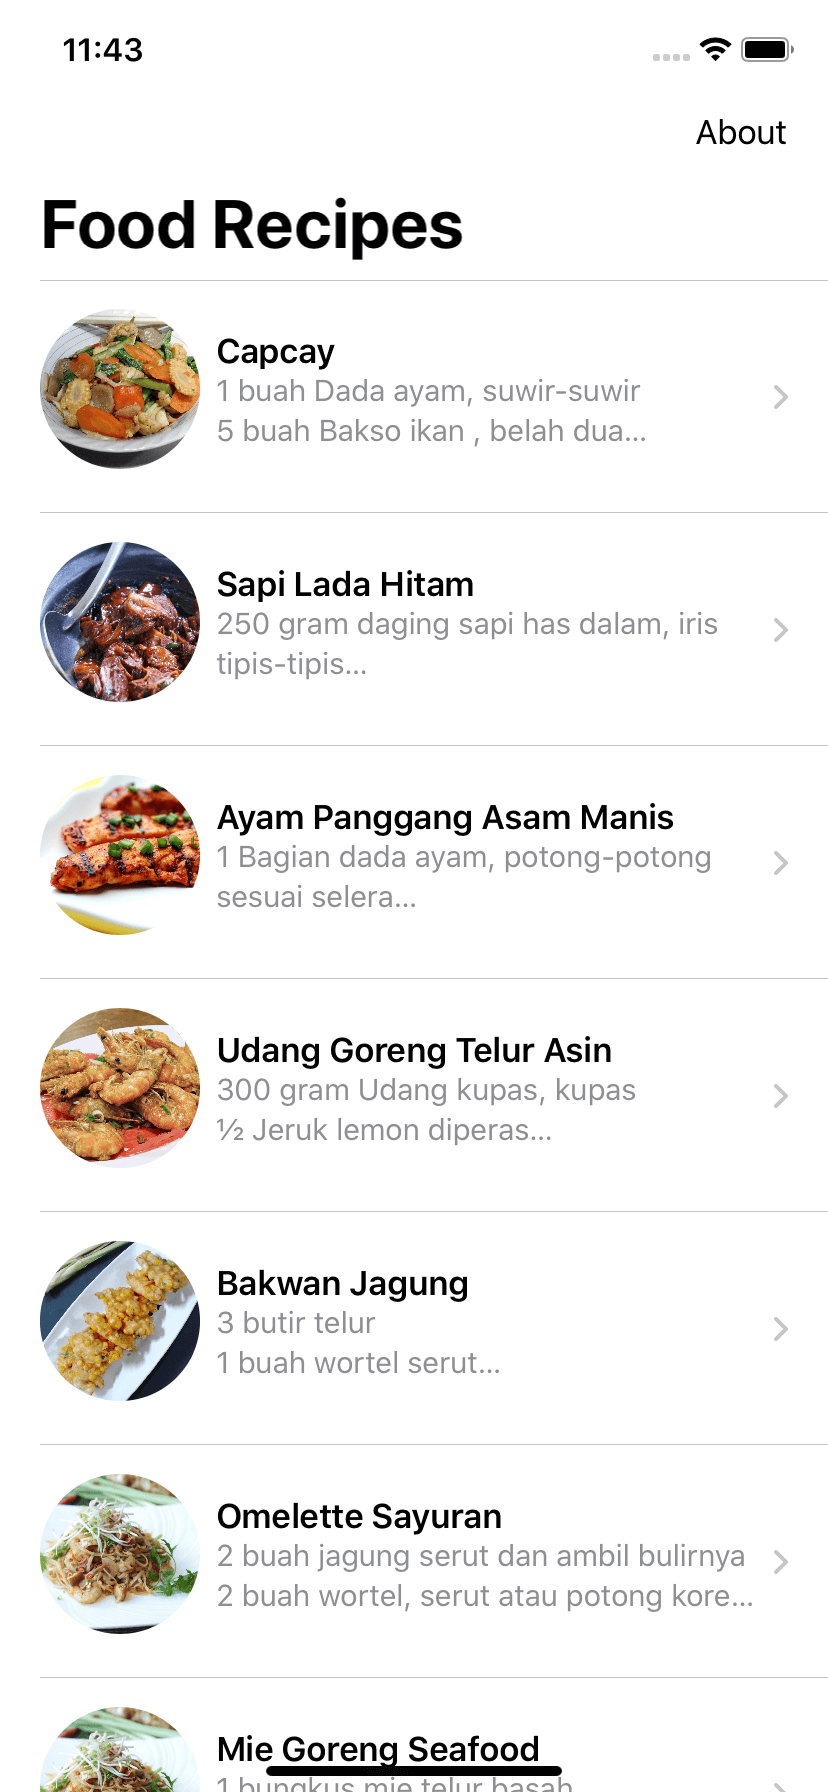 11:43
About
Food Recipes
Capcay
1 buah Dada ayam, suwir-suwir
5 buah Bakso ikan , belah dua...
Sapi Lada Hitam
250 gram daging sapi has dalam, iris
tipis-tipis...
Ayam Panggang Asam Manis
1 Bagian dada ayam, potong-potong
sesuai selera...
Udang Goreng Telur Asin
300 gram Udang kupas, kupas
½ Jeruk lemon diperas...
Bakwan Jagung
3 butir telur
1 buah wortel serut...
Omelette Sayuran
2 buah jagung serut dan ambil bulirnya
2 buah wortel, serut atau potong kore...
Mie Goreng Seafood
1 bungkus mie telur basah